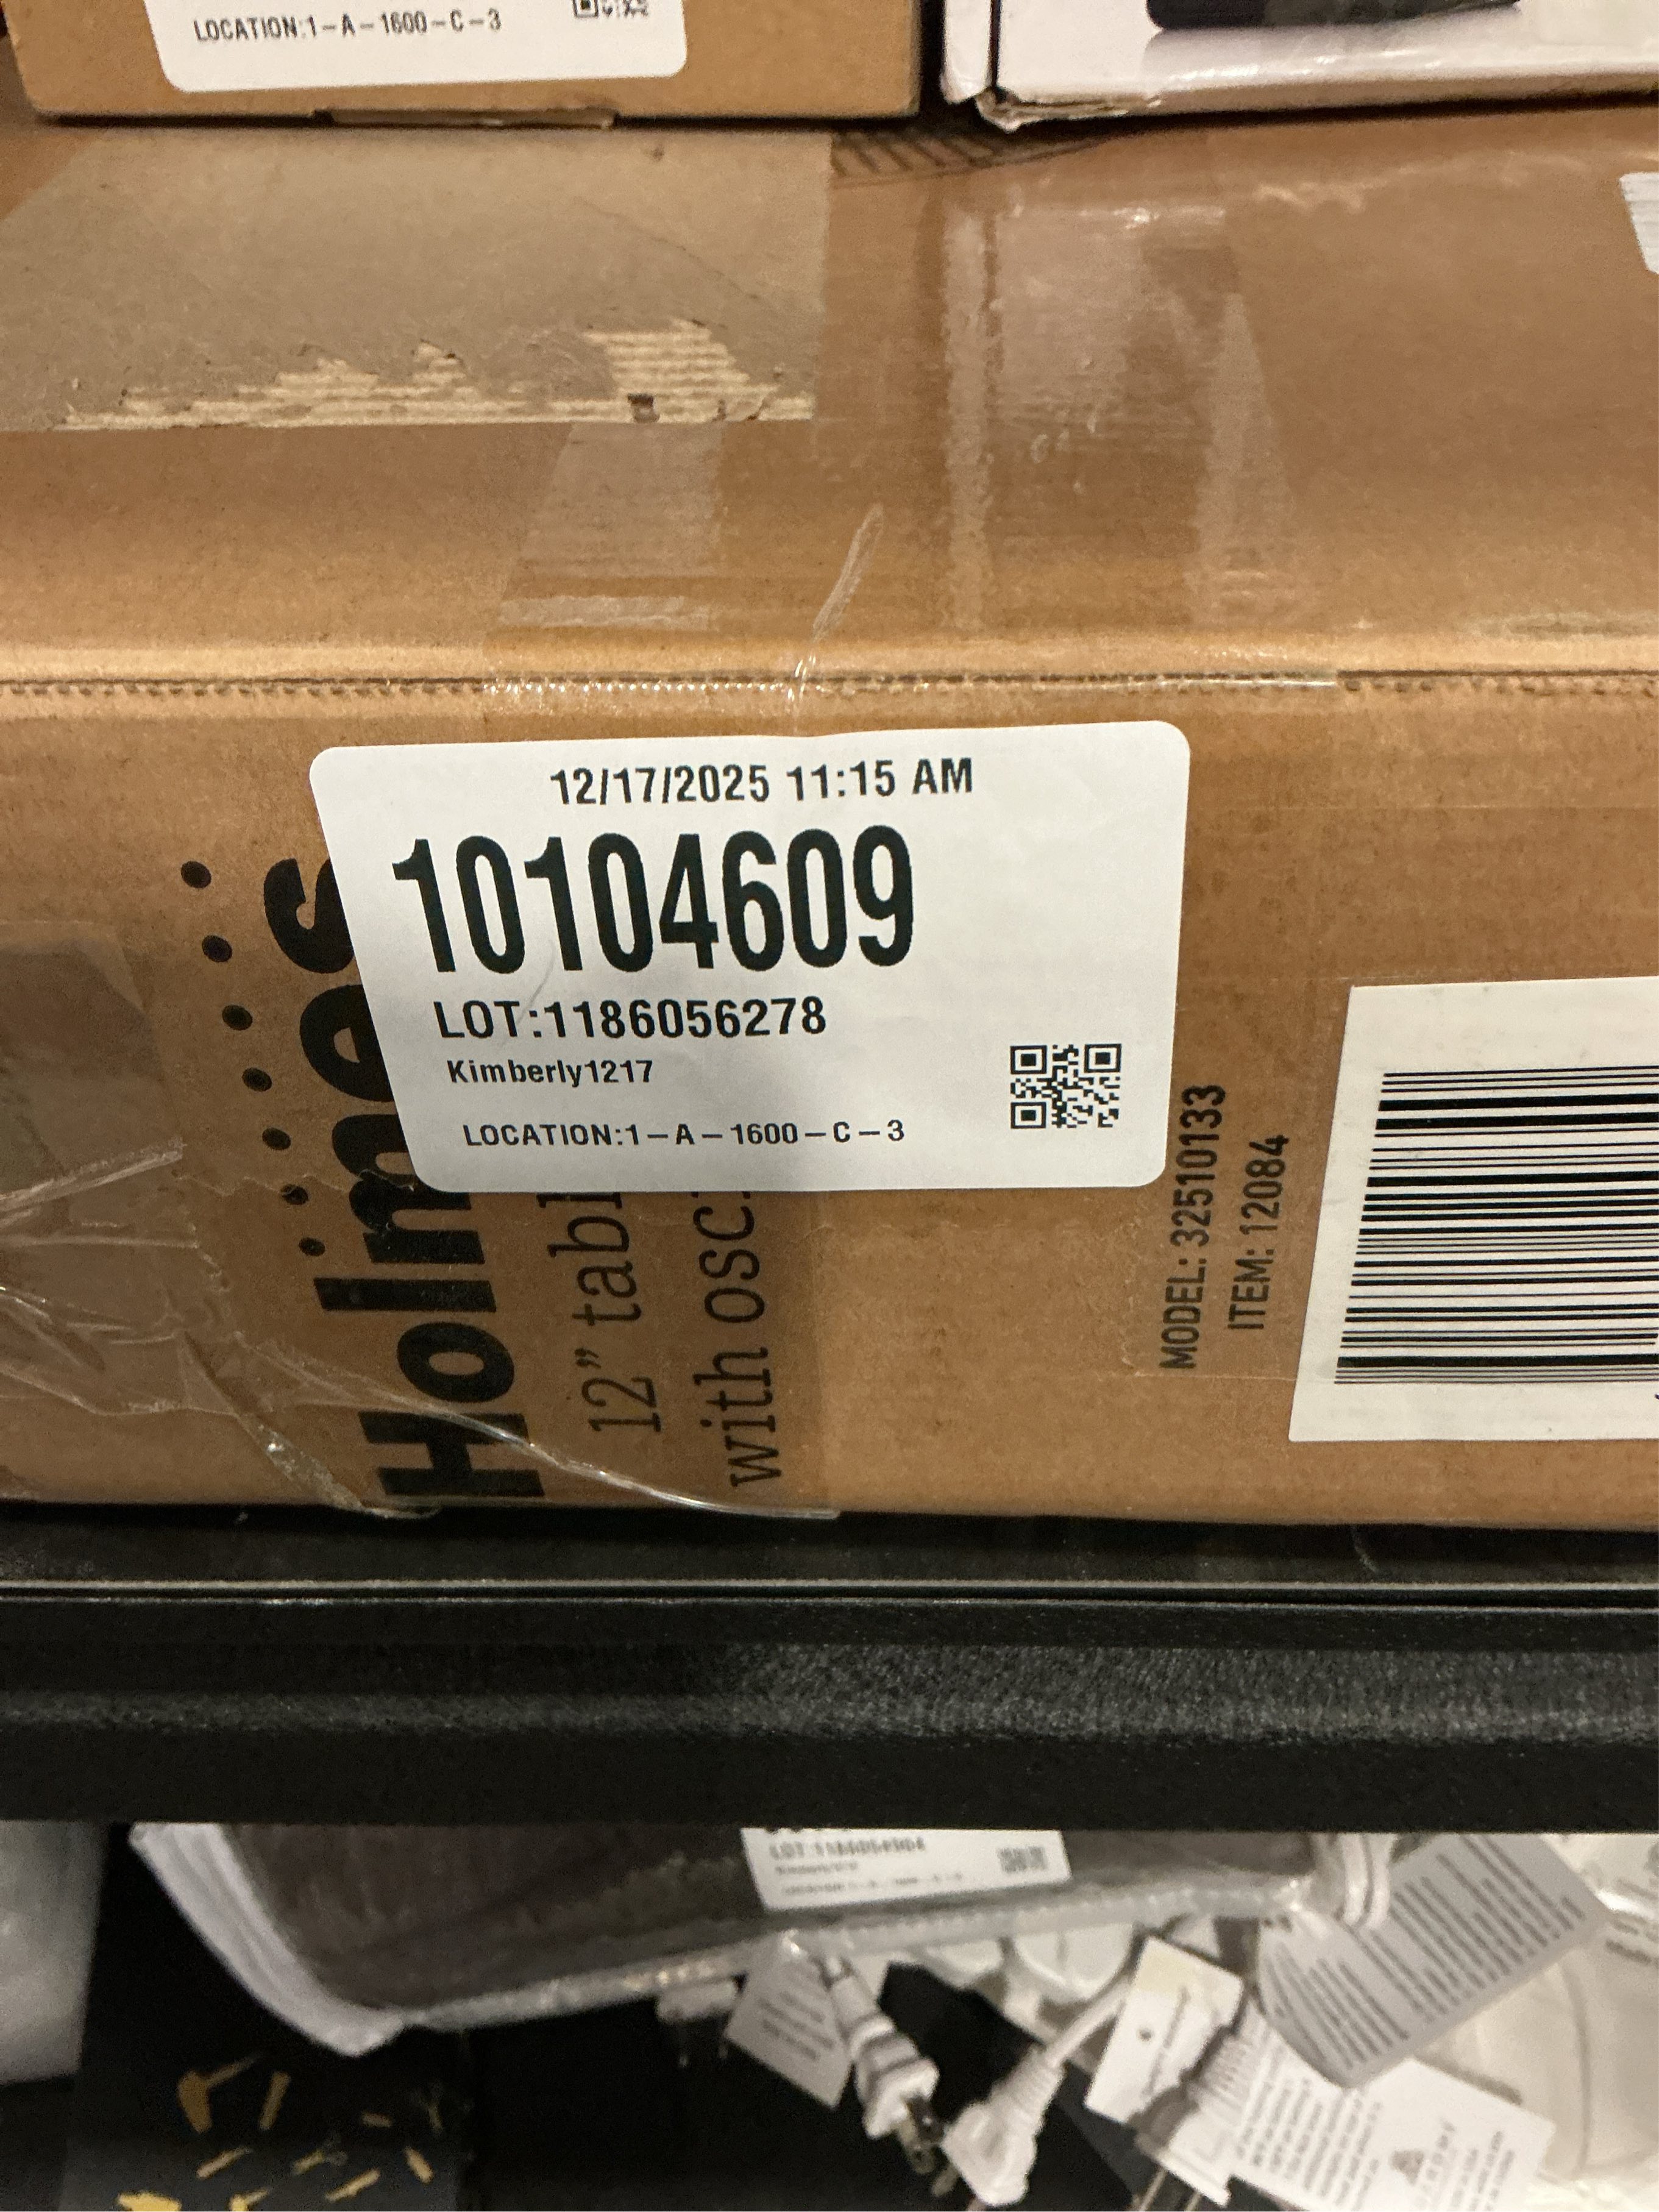 LOCATION:1-A-1600-C-3
12/17/2025 11:15 AM
10104609
LOT:1186056278
Kimberly1217
LOCATION:1-A-1600-C-3
Holmes
12" tabl
with osc
MODEL: 32510133
ITEM: 12084